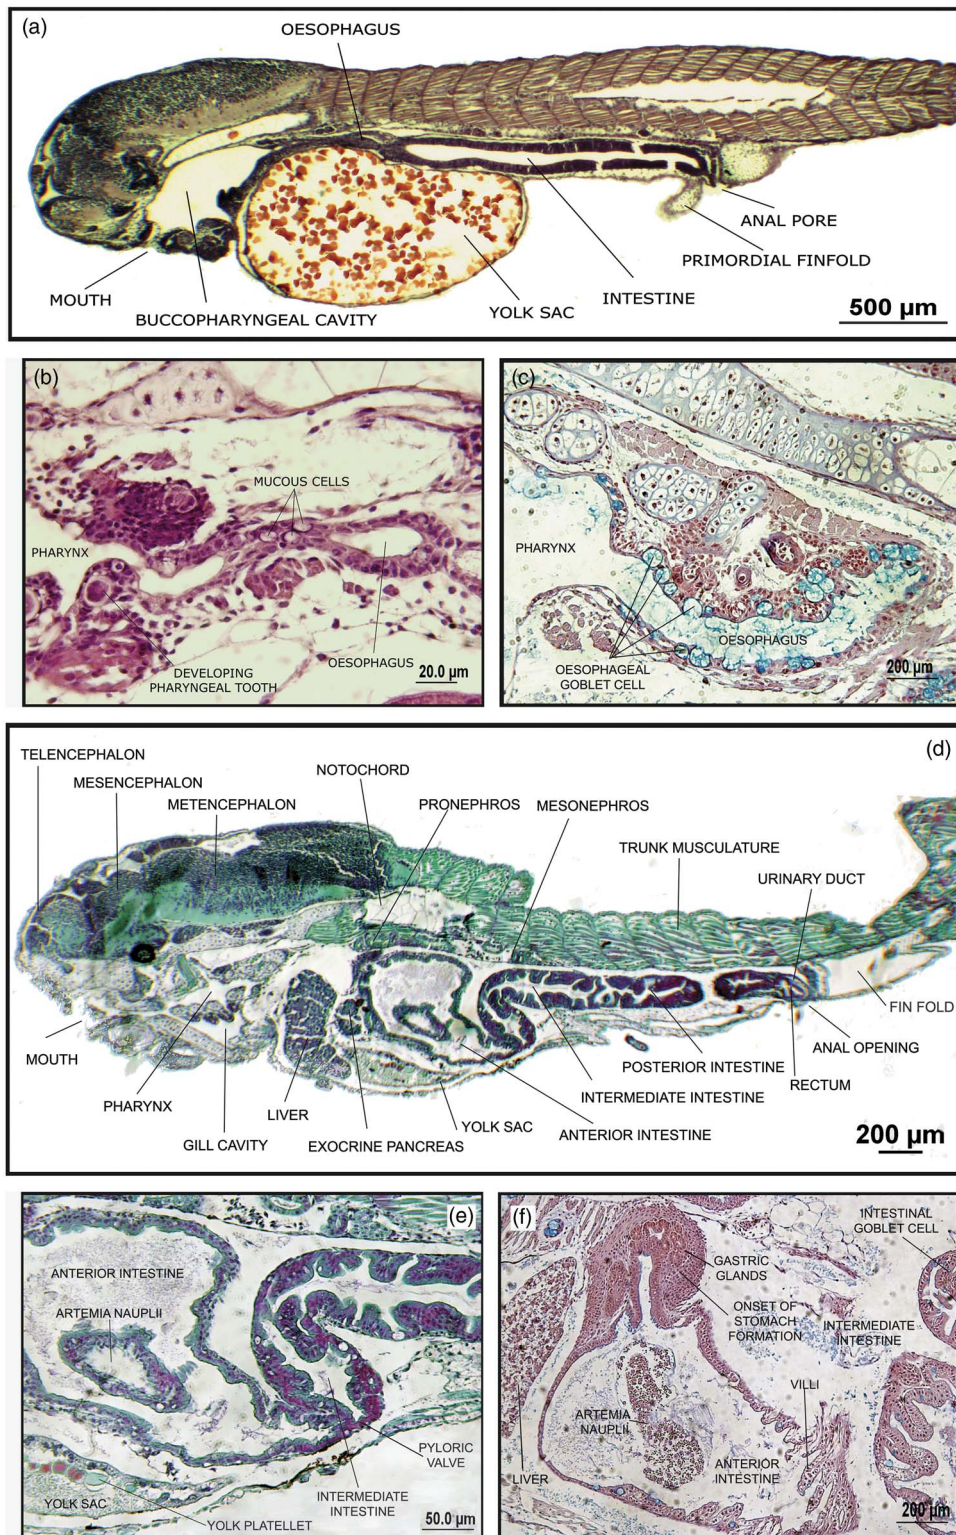 (a)
OESOPHAGUS
ANAL PORE
PRIMORDIAL FINFOLD
MOUTH
INTESTINE
YOLK SAC
BUCCOPHARYNGEAL CAVITY
500 µm
(b)
MUCOUS CELLS
PHARYNX
OESOPHAGUS
DEVELOPING
PHARYNGEAL TOOTH
20.0 µm
(c)
PHARYNX
OESOPHAGUS
OESOPHAGEAL
GOBLET CELL
200 µm
(d)
TELENCEPHALON
MESENCEPHALON
METENCEPHALON
NOTOCHORD
PRONEPHROS
MESONEPHROS
TRUNK MUSCULATURE
URINARY DUCT
FIN FOLD
MOUTH
ANAL OPENING
POSTERIOR INTESTINE
RECTUM
PHARYNX
INTERMEDIATE INTESTINE
LIVER
YOLK SAC
GILL CAVITY
EXOCRINE PANCREAS
ANTERIOR INTESTINE
200 µm
(e)
ANTERIOR INTESTINE
ARTEMIA NAUPLII
PYLORIC
VALVE
INTERMEDIATE
INTESTINE
YOLK SAC
YOLK PLATELLET
50.0 µm
(f)
INTESTINAL
GOBLET CELL
GASTRIC
GLANDS
ONSET OF
STOMACH
FORMATION
INTERMEDIATE
INTESTINE
VILLI
ARTEMIA
NAUPLII
LIVER
ANTERIOR
INTESTINE
200 µm